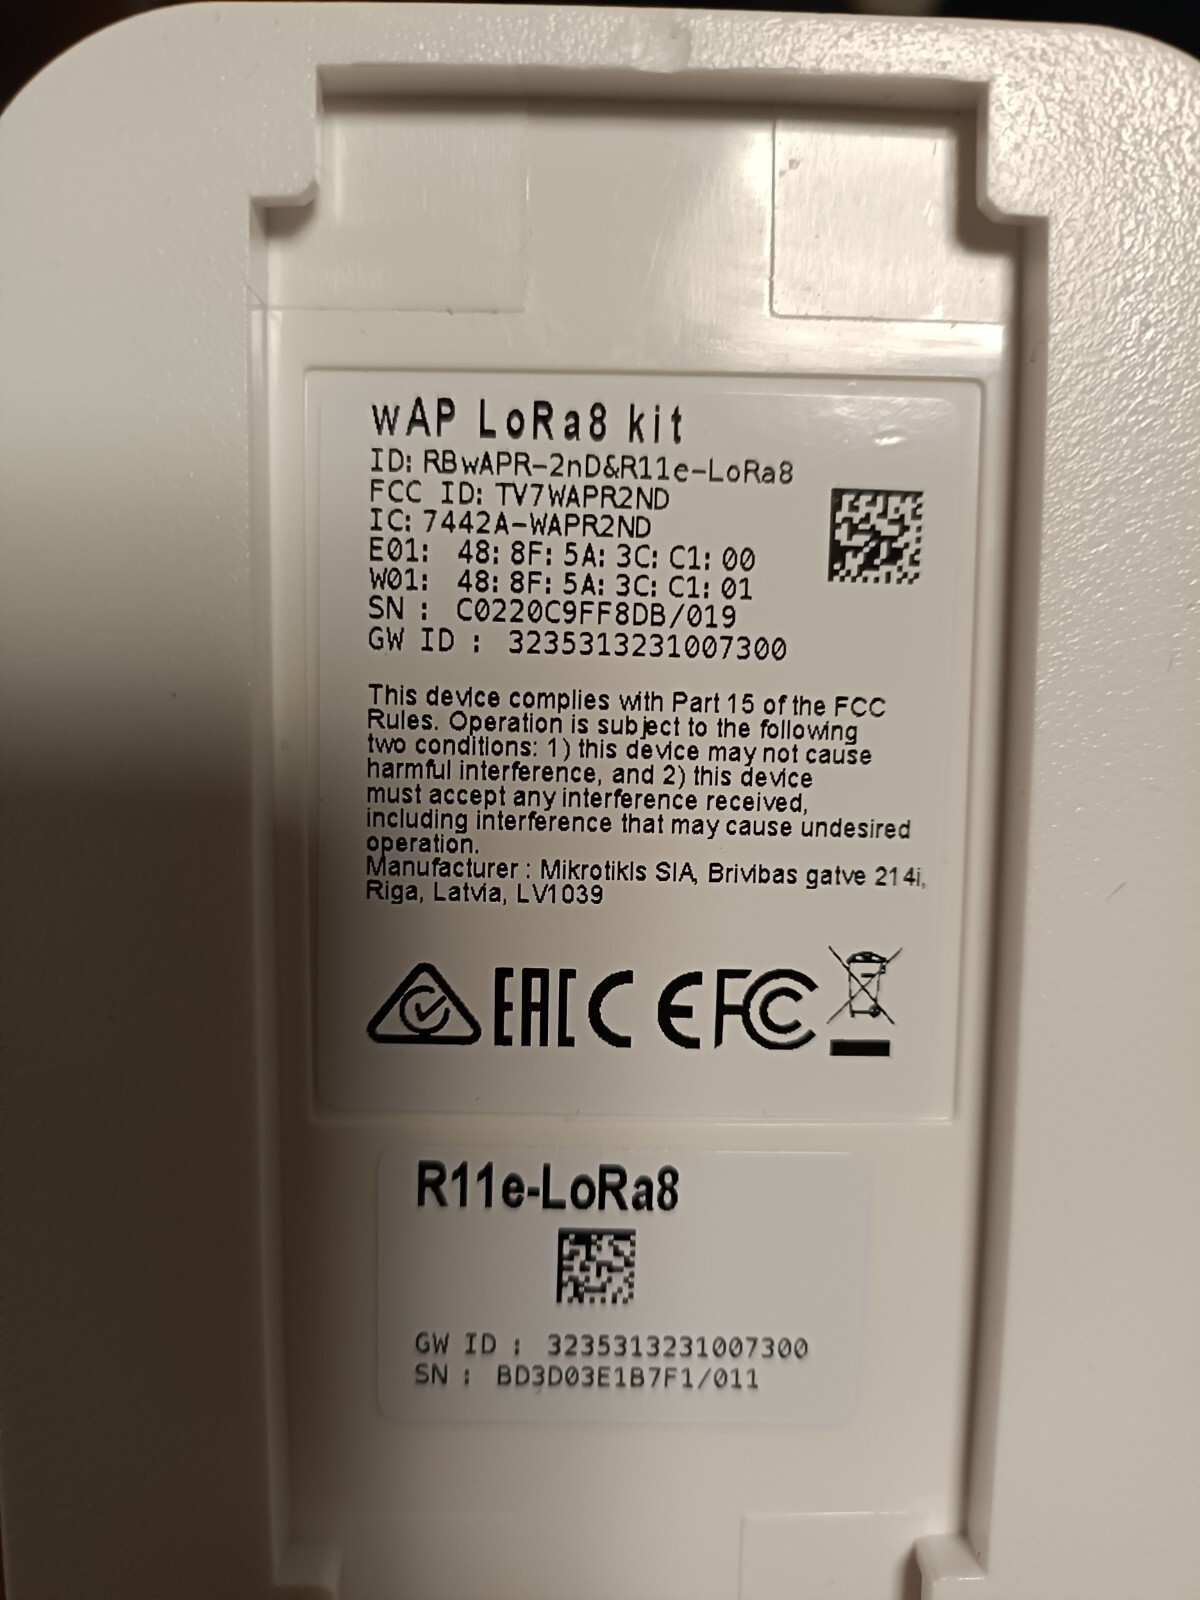 wAP LoRa8 kit
ID: RBwAPR-2nD&R11e-LoRa8
FCC ID: TV7WAPR2ND
IC: 7442A-WAPR2ND
E01: 48: 8F: 5A: 3C: C1: 00
W01: 48: 8F: 5A: 3C: C1: 01
SN : C0220C9FF8DB/019
GW ID : 3235313231007300
This device complies with Part 15 of the FCC
Rules. Operation is subject to the following
two conditions: 1) this device may not cause
harmful interference, and 2) this device
must accept any interference received,
including interference that may cause undesired
operation.
Manufacturer : Mikrotikls SIA, Brivibas gatve 214i,
Riga, Latvia, LV1039
EAC CE FC
R11e-LoRa8
GW ID : 3235313231007300
SN : BD3D03E1B7F1/011